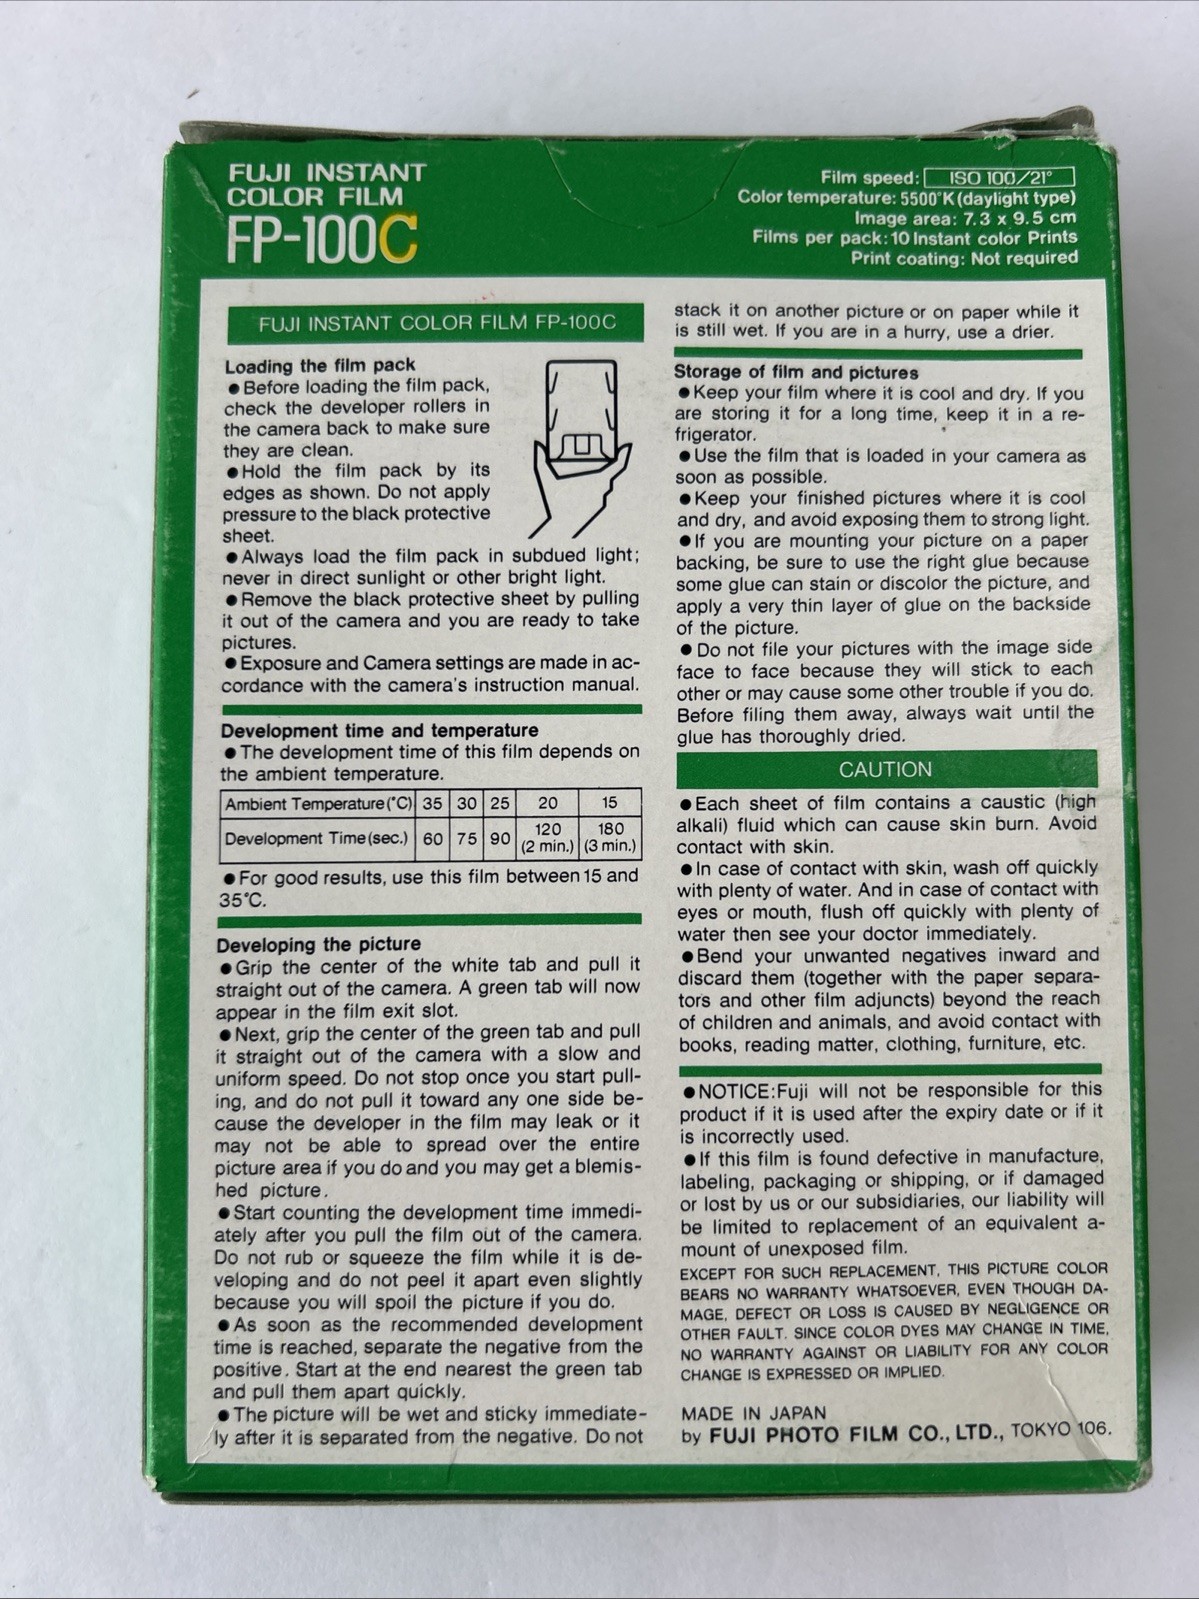 FUJI INSTANT
COLOR FILM
FP-100C
Film speed: ISO 100/21°
Color temperature: 5500°K (daylight type)
Image area: 7.3 x 9.5 cm
Films per pack: 10 Instant color Prints
Print coating: Not required
FUJI INSTANT COLOR FILM FP-100C
Loading the film pack
●Before loading the film pack,
check the developer rollers in
the camera back to make sure
they are clean.
●Hold the film pack by its
edges as shown. Do not apply
pressure to the black protective
sheet.
●Always load the film pack in subdued light;
never in direct sunlight or other bright light.
●Remove the black protective sheet by pulling
it out of the camera and you are ready to take
pictures.
●Exposure and Camera settings are made in ac-
cordance with the camera's instruction manual.
Development time and temperature
●The development time of this film depends on
the ambient temperature.
Ambient Temperature(°C) 35 30 25 20 15
Development Time(sec.) 60 75 90 120 (2 min.) 180 (3 min.)
●For good results, use this film between 15 and
35°C.
Developing the picture
●Grip the center of the white tab and pull it
straight out of the camera. A green tab will now
appear in the film exit slot.
●Next, grip the center of the green tab and pull
it straight out of the camera with a slow and
uniform speed. Do not stop once you start pull-
ing, and do not pull it toward any one side be-
cause the developer in the film may leak or it
may not be able to spread over the entire
picture area if you do and you may get a blemis-
hed picture.
●Start counting the development time immedi-
ately after you pull the film out of the camera.
Do not rub or squeeze the film while it is de-
veloping and do not peel it apart even slightly
because you will spoil the picture if you do.
●As soon as the recommended development
time is reached, separate the negative from the
positive. Start at the end nearest the green tab
and pull them apart quickly.
●The picture will be wet and sticky immediate-
ly after it is separated from the negative. Do not
stack it on another picture or on paper while it
is still wet. If you are in a hurry, use a drier.
Storage of film and pictures
●Keep your film where it is cool and dry. If you
are storing it for a long time, keep it in a re-
frigerator.
●Use the film that is loaded in your camera as
soon as possible.
●Keep your finished pictures where it is cool
and dry, and avoid exposing them to strong light.
●If you are mounting your picture on a paper
backing, be sure to use the right glue because
some glue can stain or discolor the picture, and
apply a very thin layer of glue on the backside
of the picture.
●Do not file your pictures with the image side
face to face because they will stick to each
other or may cause some other trouble if you do.
Before filing them away, always wait until the
glue has thoroughly dried.
CAUTION
●Each sheet of film contains a caustic (high
alkali) fluid which can cause skin burn. Avoid
contact with skin.
●In case of contact with skin, wash off quickly
with plenty of water. And in case of contact with
eyes or mouth, flush off quickly with plenty of
water then see your doctor immediately.
●Bend your unwanted negatives inward and
discard them (together with the paper separa-
tors and other film adjuncts) beyond the reach
of children and animals, and avoid contact with
books, reading matter, clothing, furniture, etc.
●NOTICE: Fuji will not be responsible for this
product if it is used after the expiry date or if it
is incorrectly used.
●If this film is found defective in manufacture,
labeling, packaging or shipping, or if damaged
or lost by us or our subsidiaries, our liability will
be limited to replacement of an equivalent a-
mount of unexposed film.
EXCEPT FOR SUCH REPLACEMENT, THIS PICTURE COLOR
BEARS NO WARRANTY WHATSOEVER, EVEN THOUGH DA-
MAGE, DEFECT OR LOSS IS CAUSED BY NEGLIGENCE OR
OTHER FAULT. SINCE COLOR DYES MAY CHANGE IN TIME,
NO WARRANTY AGAINST OR LIABILITY FOR ANY COLOR
CHANGE IS EXPRESSED OR IMPLIED.
MADE IN JAPAN
by FUJI PHOTO FILM CO., LTD., TOKYO 106.